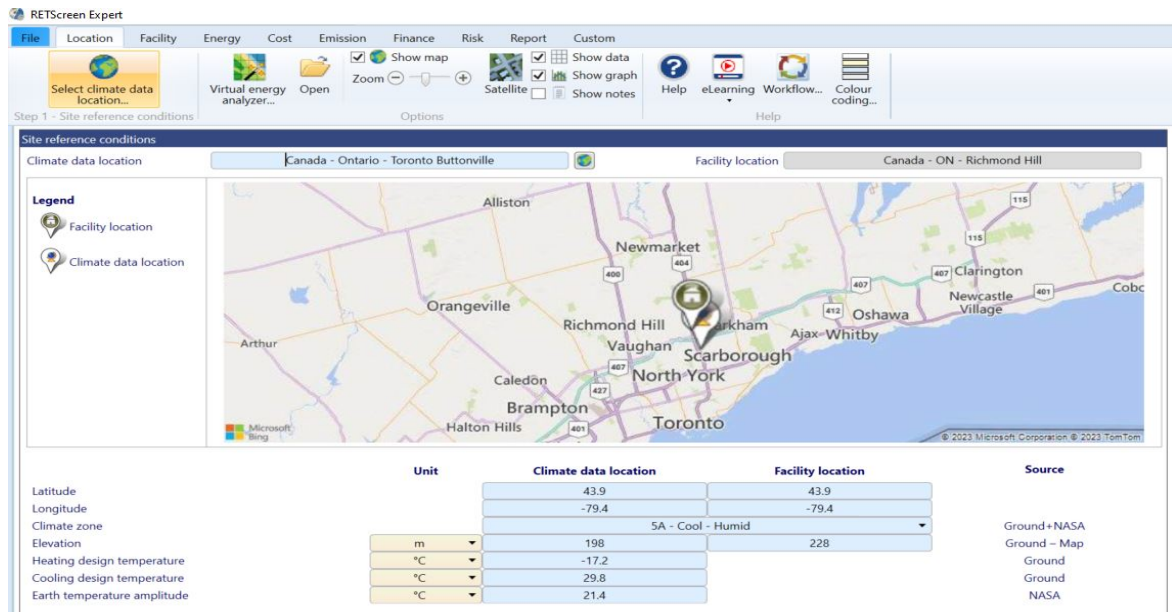 RETScreen Expert
File Location Facility Energy Cost Emission Finance Risk Report Custom
Select climate data location...
Step 1 - Site reference conditions
Virtual energy analyzer...
Open
Show map
Zoom
Satellite
Show data
Show graph
Show notes
Options
Help
eLearning
Workflow...
Colour coding...
Help
Site reference conditions
Climate data location Canada - Ontario - Toronto Buttonville Facility location Canada - ON - Richmond Hill
Legend
Facility location
Climate data location
Alliston
115
115
Newmarket
404
400
407 Clarington
407
Newcastle Village
401
Cobo
Orangeville
412
Oshawa
Richmond Hill
Ajax Whitby
Arthur
Vaughan
Scarborough
407
North York
Caledon
427
Brampton
Toronto
Halton Hills
401
Microsoft Bing
© 2023 Microsoft Corporation © 2023 TomTom
Unit Climate data location Facility location Source
Latitude 43.9 43.9
Longitude -79.4 -79.4
Climate zone 5A - Cool - Humid Ground+NASA
Elevation m 198 228 Ground – Map
Heating design temperature °C -17.2 Ground
Cooling design temperature °C 29.8 Ground
Earth temperature amplitude °C 21.4 NASA